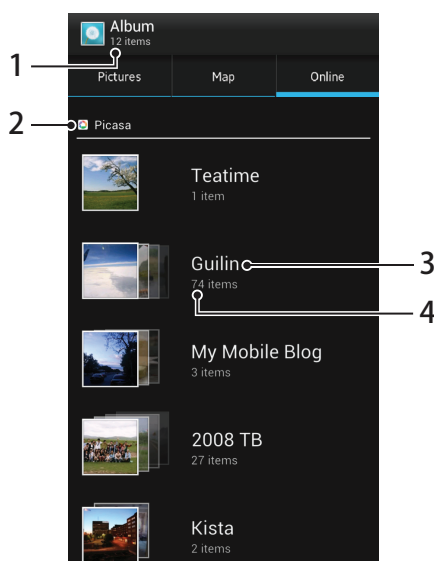 Album
12 items
1
Pictures Map Online
2
Picasa
Teatime
1 item
Guilin
3
74 items
4
My Mobile Blog
3 items
2008 TB
27 items
Kista
2 items